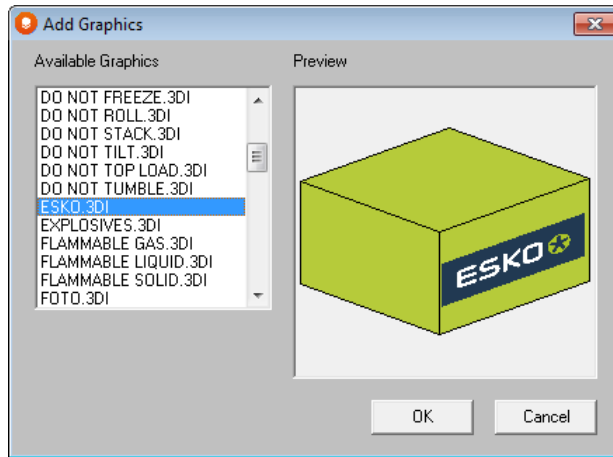 Add Graphics
Available Graphics
DO NOT FREEZE.3DI
DO NOT ROLL.3DI
DO NOT STACK.3DI
DO NOT TILT.3DI
DO NOT TOP LOAD.3DI
DO NOT TUMBLE.3DI
ESKO.3DI
EXPLOSIVES.3DI
FLAMMABLE GAS.3DI
FLAMMABLE LIQUID.3DI
FLAMMABLE SOLID.3DI
FOTO.3DI
Preview
ESKO
OK
Cancel